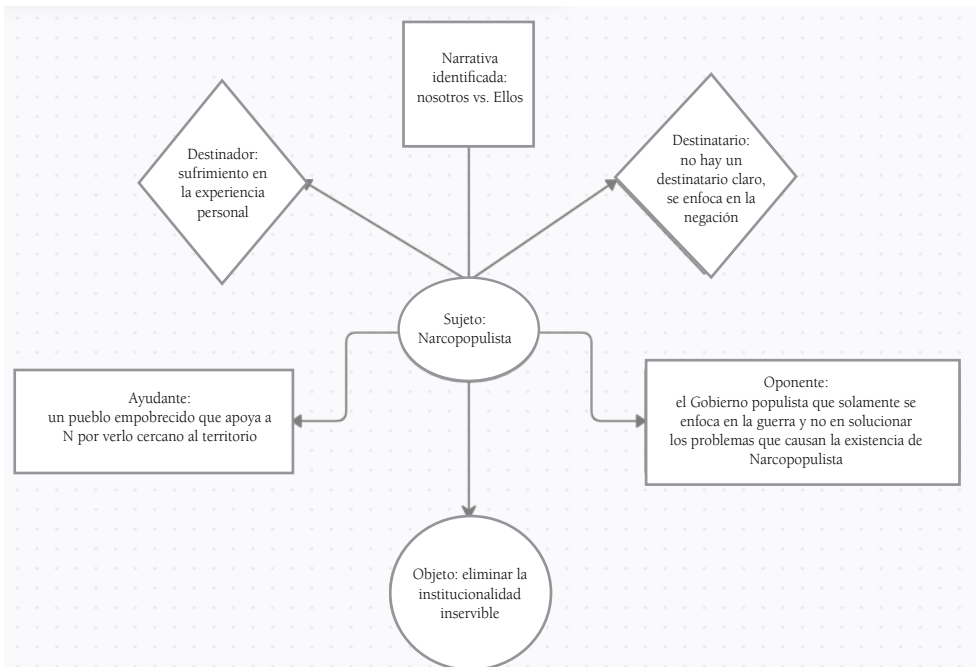 Narrativa
identificada:
nosotros vs. Ellos
Destinador:
sufrimiento en
la experiencia
personal
Destinatario:
no hay un
destinatario claro,
se enfoca en la
negación
Sujeto:
Narcopopulista
Ayudante:
un pueblo empobrecido que apoya a
N por verlo cercano al territorio
Oponente:
el Gobierno populista que solamente se
enfoca en la guerra y no en solucionar
los problemas que causan la existencia de
Narcopopulista
Objeto: eliminar la
institucionalidad
inservible